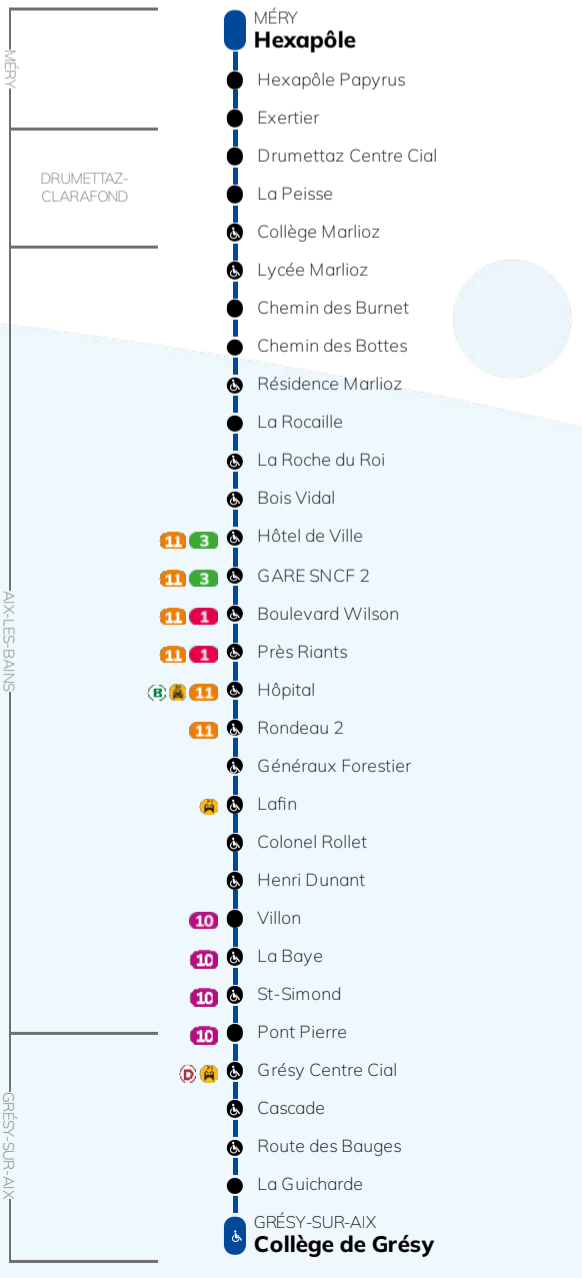 MÉRY
Hexapôle
MÉRY
Hexapôle Papyrus
Exertier
Drumettaz Centre Cial
DRUMETTAZ-
CLARAFOND
La Peisse
Collège Marlioz
Lycée Marlioz
Chemin des Burnet
Chemin des Bottes
Résidence Marlioz
La Rocaille
La Roche du Roi
Bois Vidal
11 3 Hôtel de Ville
11 3 GARE SNCF 2
AIX-LES-BAINS
11 1 Boulevard Wilson
11 1 Près Riants
B 11 Hôpital
11 Rondeau 2
Généraux Forestier
Lafin
Colonel Rollet
Henri Dunant
10 Villon
10 La Baye
10 St-Simond
10 Pont Pierre
D Grésy Centre Cial
GRÉSY-SUR-AIX
Cascade
Route des Bauges
La Guicharde
GRÉSY-SUR-AIX
Collège de Grésy